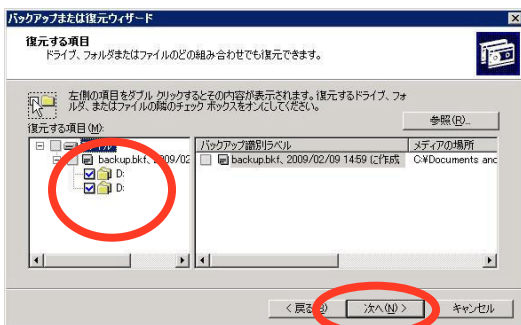 バックアップまたは復元ウィザード
復元する項目
ドライブ、フォルダまたはファイルのどの組み合わせでも復元できます。
左側の項目をダブル クリックするとその内容が表示されます。復元するドライブ、フォ
ルダ、またはファイルの隣のチェック ボックスをオンにしてください。
参照(R)...
復元する項目(M):
バックアップ識別ラベル
メディアの場所
backup.bkf、2009/02
backup.bkf、2009/02/09 14:59 に作成
C:¥Documents anc
D:
D:
次へ(N) >
キャンセル